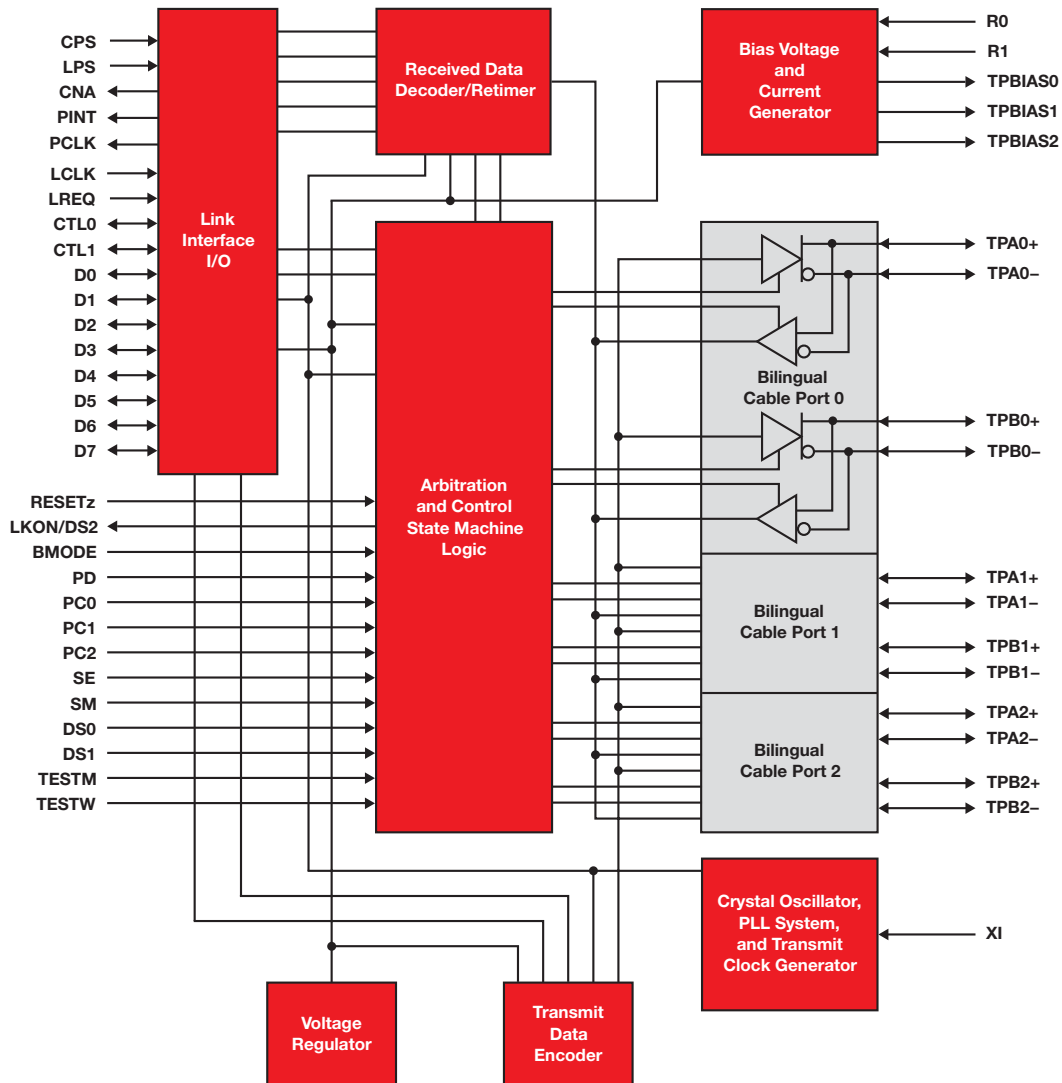 CPS
LPS
CNA
PINT
PCLK
LCLK
LREQ
CTL0
CTL1
D0
D1
D2
D3
D4
D5
D6
D7
RESETz
LKON/DS2
BMODE
PD
PC0
PC1
PC2
SE
SM
DS0
DS1
TESTM
TESTW
Link
Interface
I/O
Received Data
Decoder/Retimer
Arbitration
and Control
State Machine
Logic
Voltage
Regulator
Transmit
Data
Encoder
Bias Voltage
and
Current
Generator
Bilingual
Cable Port 0
Bilingual
Cable Port 1
Bilingual
Cable Port 2
Crystal Oscillator,
PLL System,
and Transmit
Clock Generator
R0
R1
TPBIAS0
TPBIAS1
TPBIAS2
TPA0+
TPA0–
TPB0+
TPB0–
TPA1+
TPA1–
TPB1+
TPB1–
TPA2+
TPA2–
TPB2+
TPB2–
XI